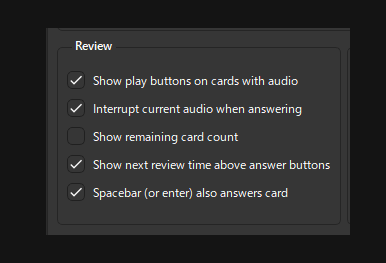 Review
Show play buttons on cards with audio
Interrupt current audio when answering
Show remaining card count
Show next review time above answer buttons
Spacebar (or enter) also answers card